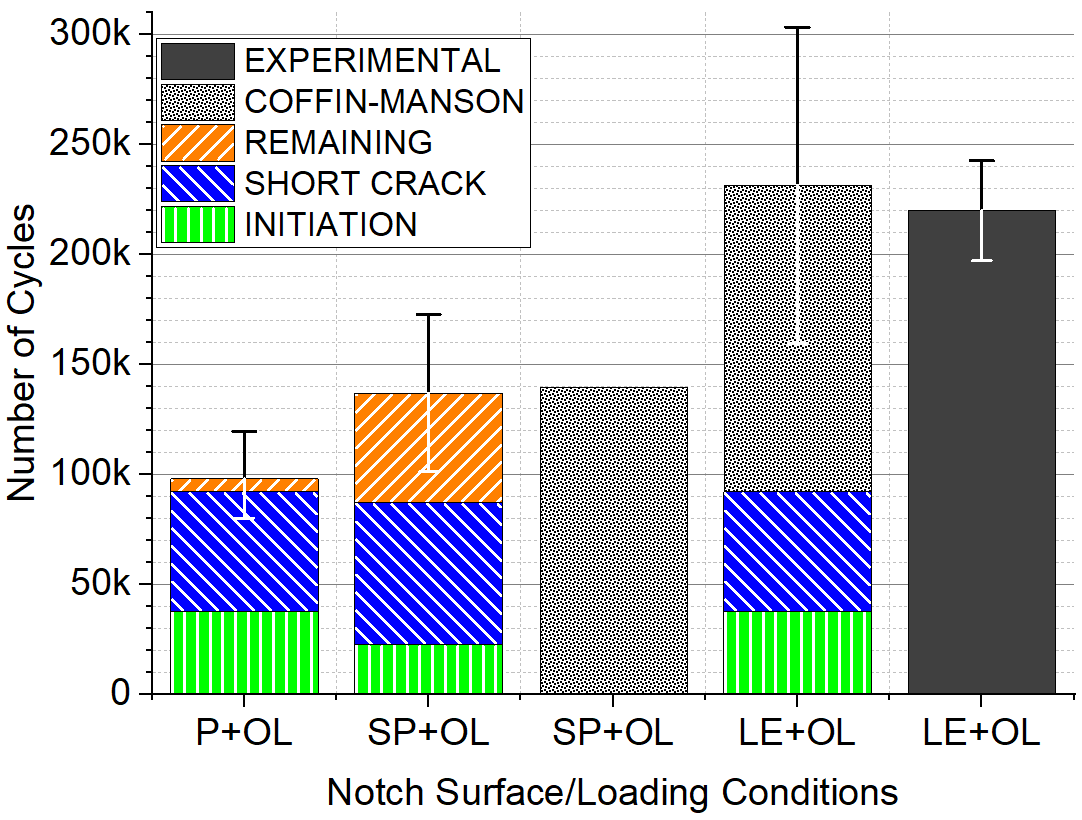 300k
250k
200k
150k
100k
50k
0
Number of Cycles
EXPERIMENTAL
COFFIN-MANSON
REMAINING
SHORT CRACK
INITIATION
P+OL SP+OL SP+OL LE+OL LE+OL
Notch Surface/Loading Conditions